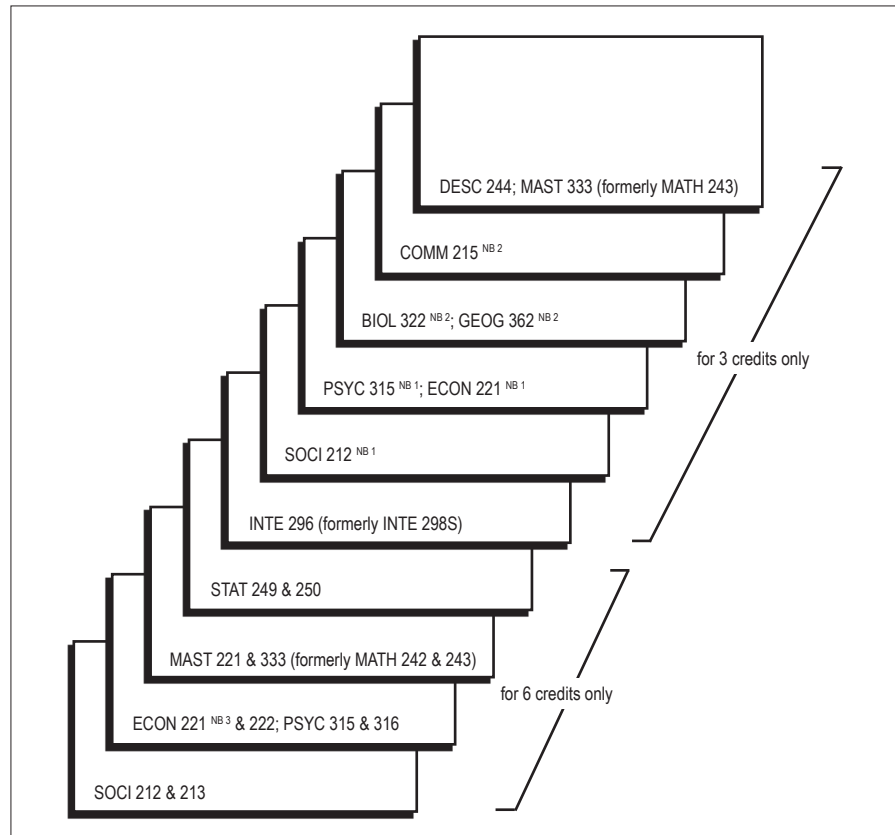 DESC 244; MAST 333 (formerly MATH 243)
COMM 215 NB 2
BIOL 322 NB 2; GEOG 362 NB 2
for 3 credits only
PSYC 315 NB 1; ECON 221 NB 1
SOCI 212 NB 1
INTE 296 (formerly INTE 298S)
STAT 249 & 250
MAST 221 & 333 (formerly MATH 242 & 243)
for 6 credits only
ECON 221 NB 3 & 222; PSYC 315 & 316
SOCI 212 & 213